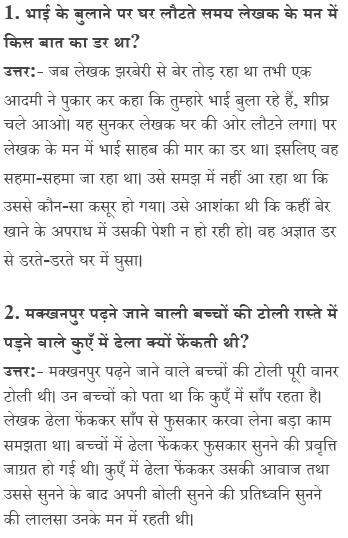 1. भाई के बुलाने पर घर लौटते समय लेखक के मन में
किस बात का डर था?
उत्तर:- जब लेखक झरबेरी से बेर तोड़ रहा था तभी एक
आदमी ने पुकार कर कहा कि तुम्हारे भाई बुला रहे हैं, शीघ्र
चले आओ। यह सुनकर लेखक घर की ओर लौटने लगा। पर
लेखक के मन में भाई साहब की मार का डर था। इसलिए वह
सहमा-सहमा जा रहा था। उसे समझ में नहीं आ रहा था कि
उससे कौन-सा कसूर हो गया। उसे आशंका थी कि कहीं बेर
खाने के अपराध में उसकी पेशी न हो रही हो। वह अज्ञात डर
से डरते-डरते घर में घुसा।
2. मक्खनपुर पढ़ने जाने वाली बच्चों की टोली रास्ते में
पड़ने वाले कुएँ में ढेला क्यों फेंकती थी?
उत्तर:- मक्खनपुर पढ़ने जाने वाले बच्चों की टोली पूरी वानर
टोली थी। उन बच्चों को पता था कि कुएँ में साँप रहता है।
लेखक ढेला फेंककर साँप से फुसकार करवा लेना बड़ा काम
समझता था। बच्चों में ढेला फेंककर फुसकार सुनने की प्रवृत्ति
जाग्रत हो गई थी। कुएँ में ढेला फेंककर उसकी आवाज तथा
उससे सुनने के बाद अपनी बोली सुनने की प्रतिध्वनि सुनने
की लालसा उनके मन में रहती थी।